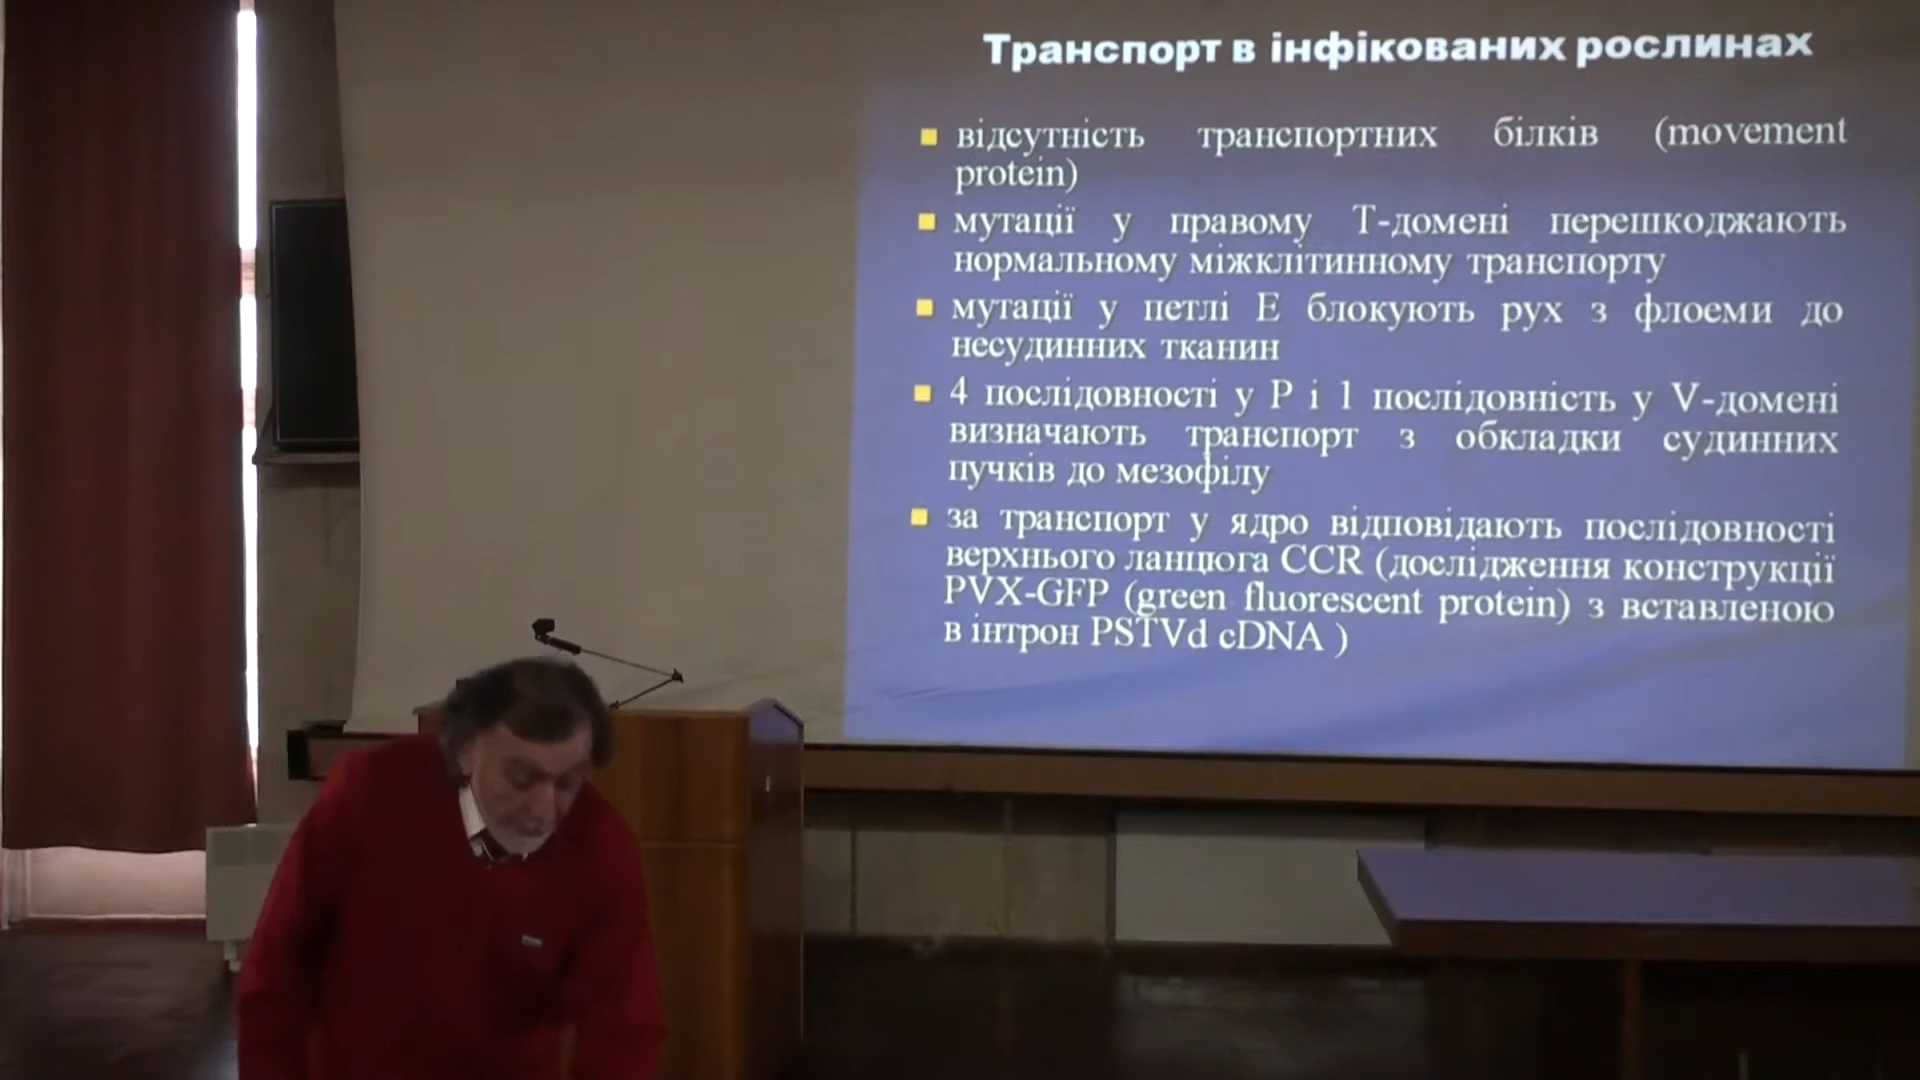 Транспорт в інфікованих рослинах
відсутність транспортних білків (movement
protein)
мутації у правому Т-домені перешкоджають
нормальному міжклітинному транспорту
мутації у петлі Е блокують рух з флоеми до
несудинних тканин
4 послідовності у Р і 1 послідовність у V-домені
визначають транспорт з обкладки судинних
пучків до мезофілу
за транспорт у ядро відповідають послідовності
верхнього ланцюга CCR (дослідження конструкції
PVX-GFP (green fluorescent protein) з вставленою
в інтрон PSTVd cDNA )